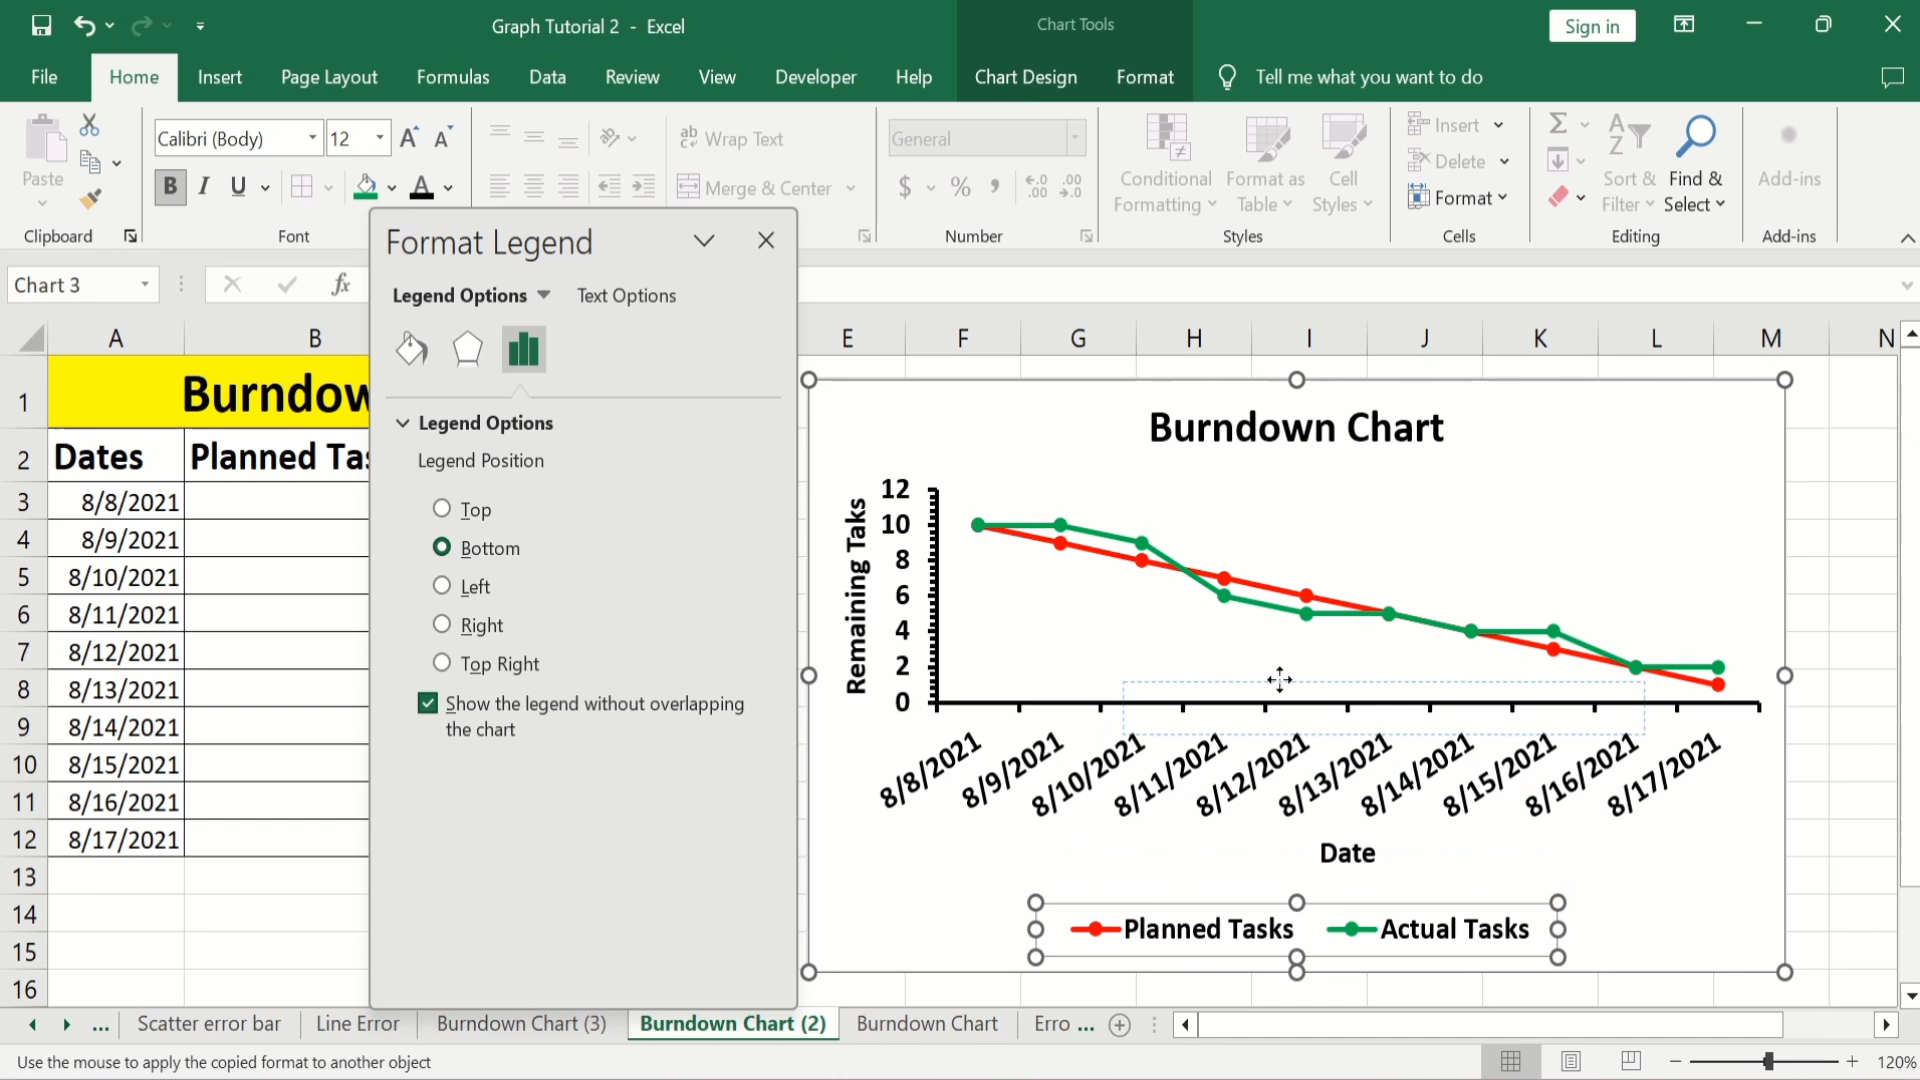 Graph Tutorial 2 - Excel
Chart Tools
Sign in
File Home Insert Page Layout Formulas Data Review View Developer Help Chart Design Format Tell me what you want to do
Calibri (Body) 12
Wrap Text
General
Insert
Delete
Format
Paste
B I U A
Merge & Center
$ % ,
Conditional Formatting
Format as Table
Cell Styles
Sort & Filter
Find & Select
Add-ins
Clipboard
Font
Number
Styles
Cells
Editing
Add-ins
Chart 3
fx
Format Legend
Legend Options Text Options
Legend Options
Legend Position
Top
Bottom
Left
Right
Top Right
Show the legend without overlapping
the chart
A B E F G H I J K L M N
1 Burndow
2 Dates Planned Tas
3 8/8/2021
4 8/9/2021
5 8/10/2021
6 8/11/2021
7 8/12/2021
8 8/13/2021
9 8/14/2021
10 8/15/2021
11 8/16/2021
12 8/17/2021
13
14
15
16
Burndown Chart
Remaining Taks
12
10
8
6
4
2
0
8/8/2021 8/9/2021 8/10/2021 8/11/2021 8/12/2021 8/13/2021 8/14/2021 8/15/2021 8/16/2021 8/17/2021
Date
Planned Tasks Actual Tasks
... Scatter error bar Line Error Burndown Chart (3) Burndown Chart (2) Burndown Chart Erro ...
Use the mouse to apply the copied format to another object
120%